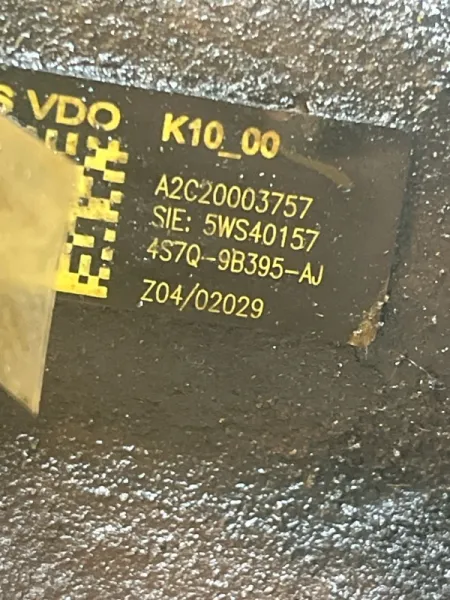 S VDO K10_00
A2C20003757
SIE: 5WS40157
4S7Q-9B395-AJ
Z04/02029